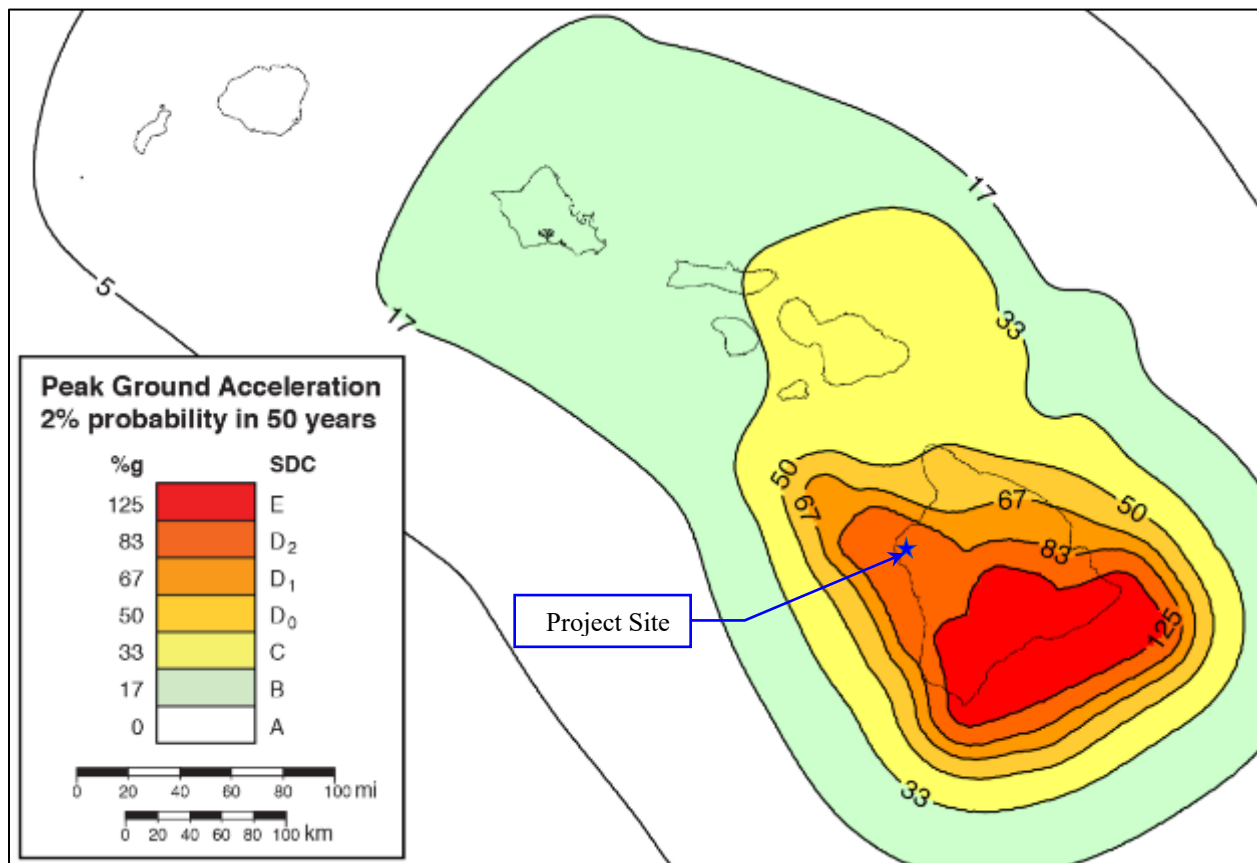 17
33
5
17
50
67
67
50
83
125
33
Project Site
Peak Ground Acceleration
2% probability in 50 years
%g SDC
125 E
83 D2
67 D1
50 D0
33 C
17 B
0 A
0 20 40 60 80 100 mi
0 20 40 60 80 100 km